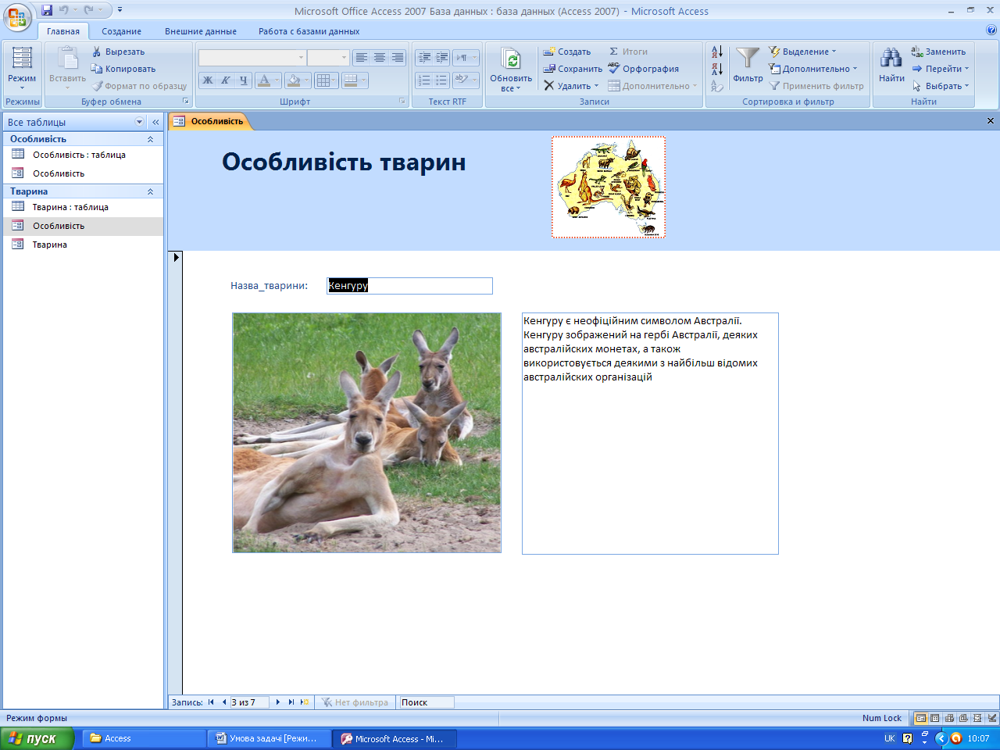 Microsoft Office Access 2007 База данных : база данных (Access 2007) - Microsoft Access
Главная
Создание
Внешние данные
Работа с базами данных
Режим
Режимы
Вставить
Вырезать
Копировать
Формат по образцу
Буфер обмена
Ж К Ч
А
Шрифт
Текст RTF
Обновить
все
Создать
Сохранить
Удалить
Итоги
Орфография
Дополнительно
Записи
Фильтр
Выделение
Дополнительно
Применить фильтр
Сортировка и фильтр
Найти
Заменить
Перейти
Выбрать
Найти
Все таблицы
Особливість
Особливість : таблица
Особливість
Тварина
Тварина : таблица
Особливість
Тварина
Особливість
Особливість тварин
Назва_тварини:
Кенгуру
Кенгуру є неофіційним символом Австралії.
Кенгуру зображений на гербі Австралії, деяких
австралійских монетах, а також
використовується деякими з найбільш відомих
австралійских організацій
Запись:
3 из 7
Нет фильтра
Поиск
Режим формы
Num Lock
пуск
Access
Умова задачі [Режи...
Microsoft Access - Mi...
UK
10:07